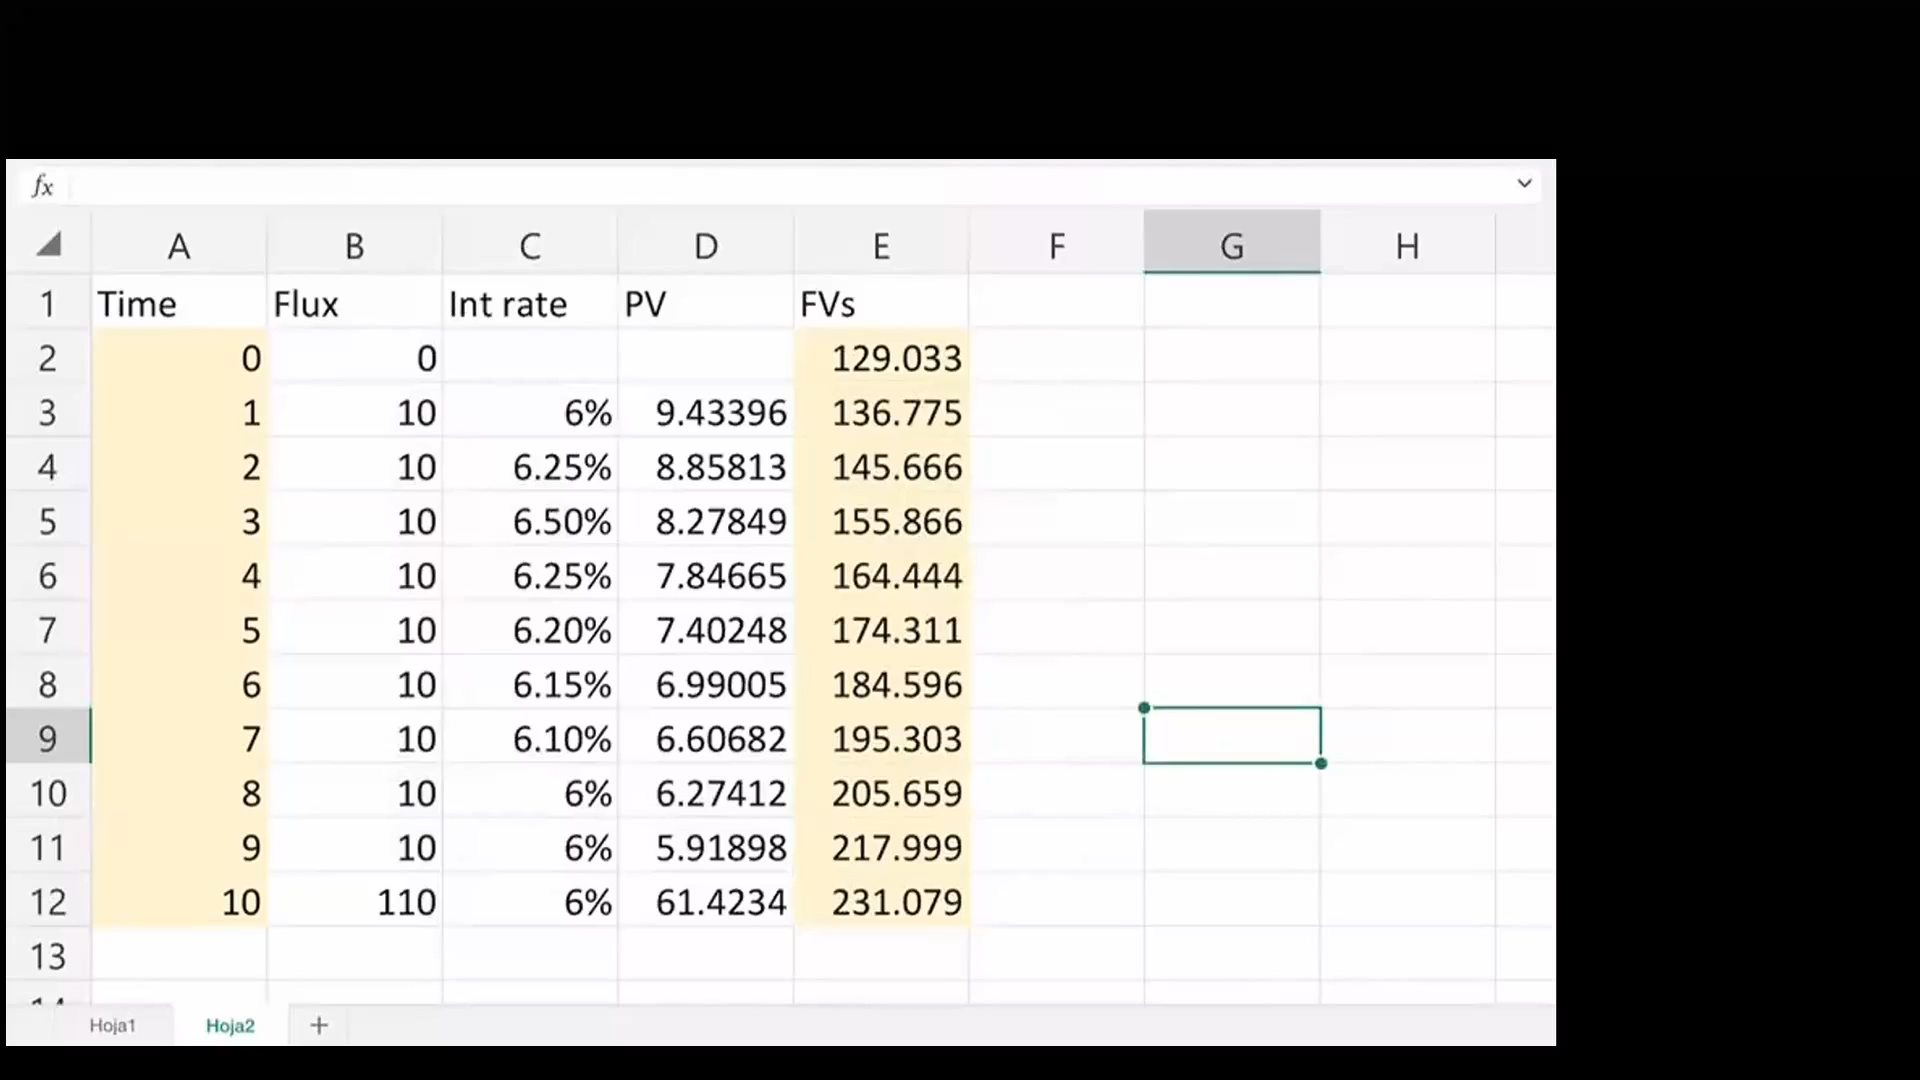 fx
A B C D E F G H
1 Time Flux Int rate PV FVs
2 0 0 129.033
3 1 10 6% 9.43396 136.775
4 2 10 6.25% 8.85813 145.666
5 3 10 6.50% 8.27849 155.866
6 4 10 6.25% 7.84665 164.444
7 5 10 6.20% 7.40248 174.311
8 6 10 6.15% 6.99005 184.596
9 7 10 6.10% 6.60682 195.303
10 8 10 6% 6.27412 205.659
11 9 10 6% 5.91898 217.999
12 10 110 6% 61.4234 231.079
13
Hoja1 Hoja2 +